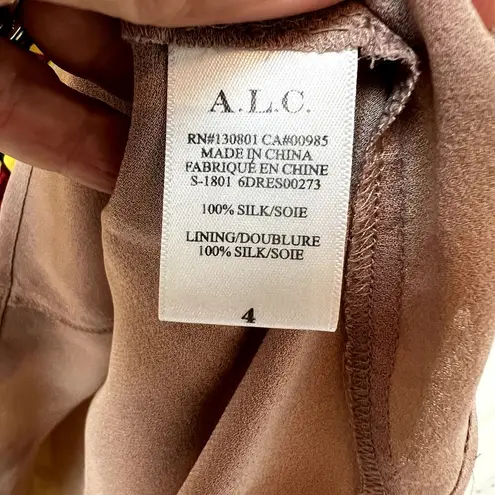 A.L.C.
RN#130801 CA#00985
MADE IN CHINA
FABRIQUÉ EN CHINE
S-1801 6DRES00273
100% SILK/SOIE
LINING/DOUBLURE
100% SILK/SOIE
4